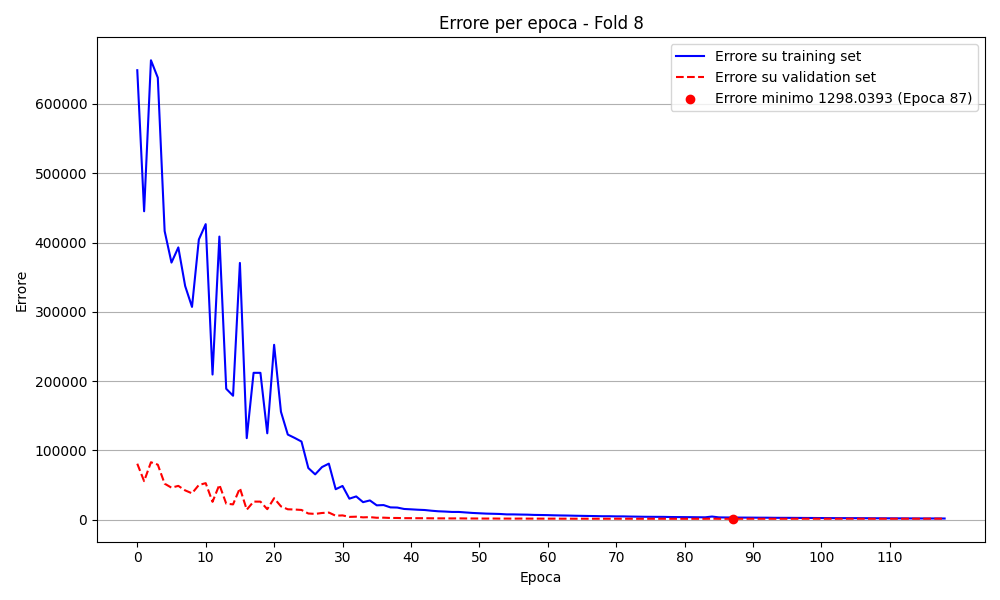 Errore per epoca - Fold 8
Errore su training set
Errore su validation set
Errore minimo 1298.0393 (Epoca 87)
Errore
600000
500000
400000
300000
200000
100000
0
0 10 20 30 40 50 60 70 80 90 100 110
Epoca